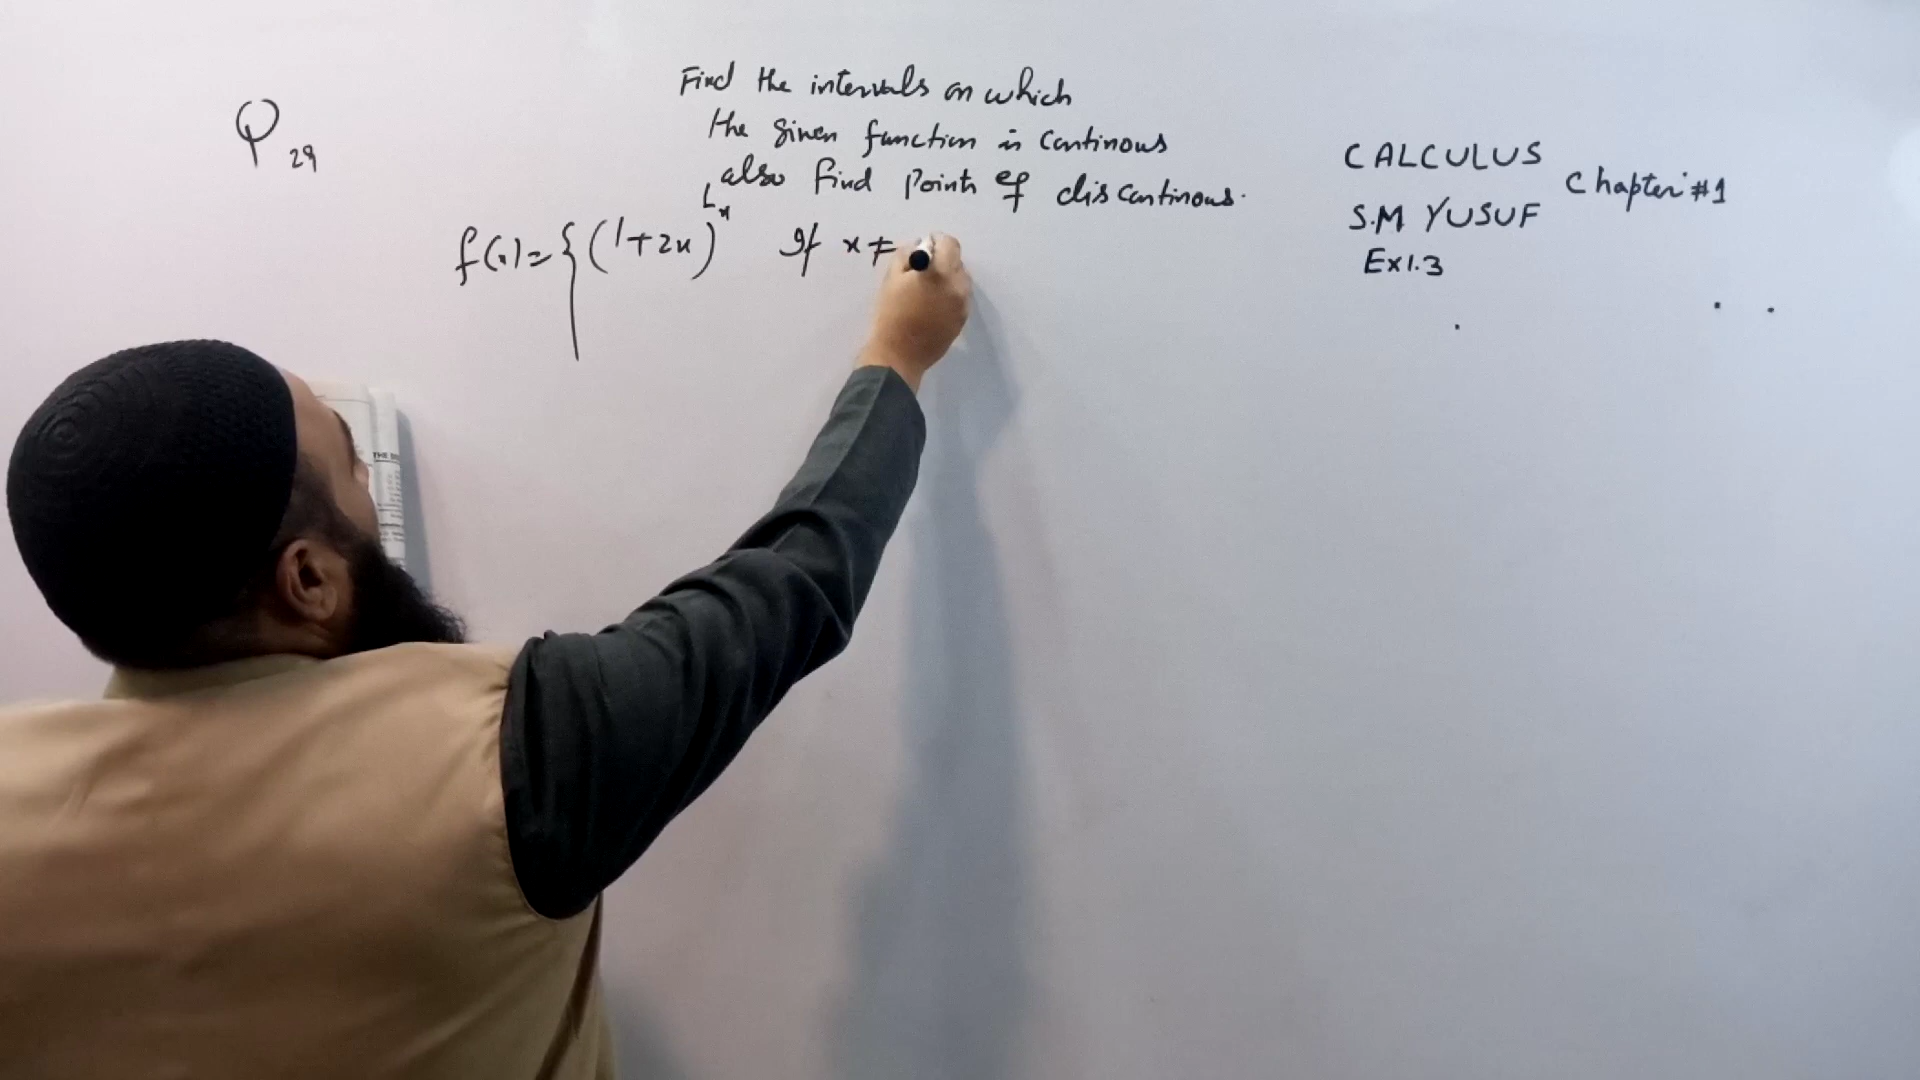 Find the intervals on which
Q 29
the given function is continous
also find points of discontinous.
f(x)={(1+2x)^1/x If x≠
CALCULUS
Chapter #1
S.M YUSUF
Ex1.3